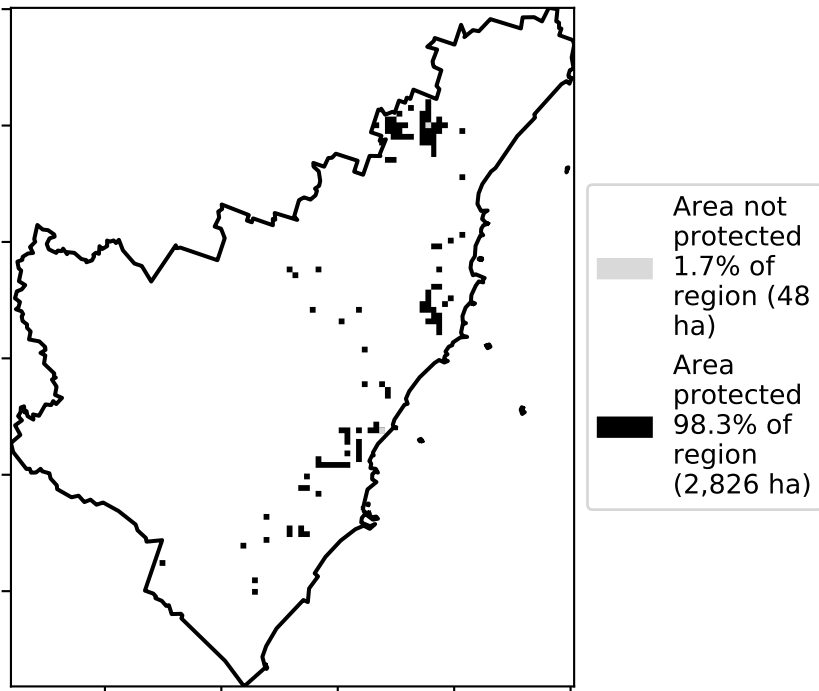 Area not
protected
1.7% of
region (48
ha)
Area
protected
98.3% of
region
(2,826 ha)